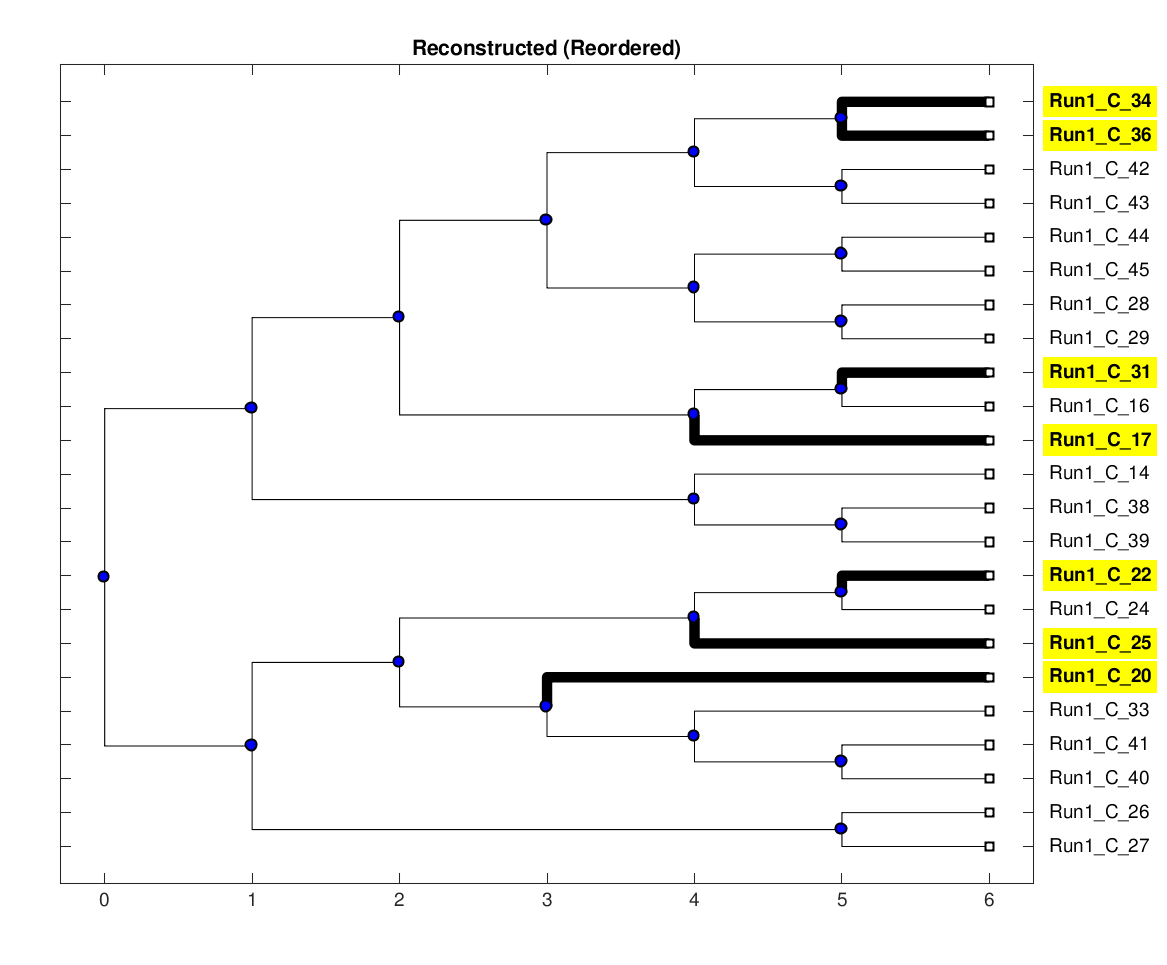 Reconstructed (Reordered)
Run1_C_34
Run1_C_36
Run1_C_42
Run1_C_43
Run1_C_44
Run1_C_45
Run1_C_28
Run1_C_29
Run1_C_31
Run1_C_16
Run1_C_17
Run1_C_14
Run1_C_38
Run1_C_39
Run1_C_22
Run1_C_24
Run1_C_25
Run1_C_20
Run1_C_33
Run1_C_41
Run1_C_40
Run1_C_26
Run1_C_27
0 1 2 3 4 5 6